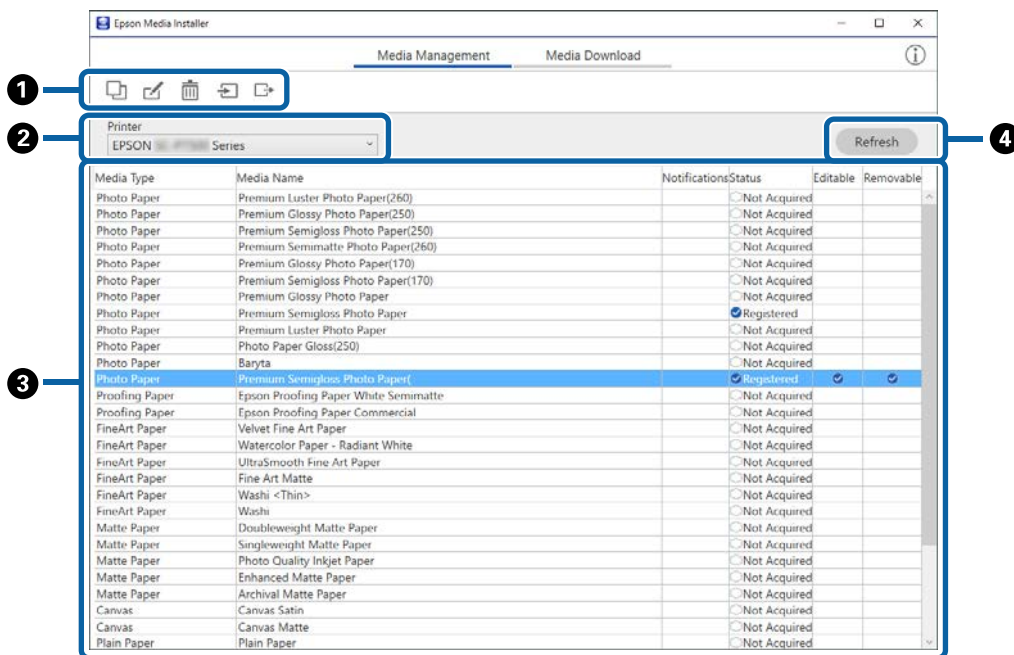 Epson Media Installer
Media Management Media Download
1
2
Printer
EPSON Series
Refresh
4
3
Media Type Media Name Notifications Status Editable Removable
Photo Paper Premium Luster Photo Paper(260) Not Acquired
Photo Paper Premium Glossy Photo Paper(250) Not Acquired
Photo Paper Premium Semigloss Photo Paper(250) Not Acquired
Photo Paper Premium Semimatte Photo Paper(260) Not Acquired
Photo Paper Premium Glossy Photo Paper(170) Not Acquired
Photo Paper Premium Semigloss Photo Paper(170) Not Acquired
Photo Paper Premium Glossy Photo Paper Not Acquired
Photo Paper Premium Semigloss Photo Paper Registered
Photo Paper Premium Luster Photo Paper Not Acquired
Photo Paper Photo Paper Gloss(250) Not Acquired
Photo Paper Baryta Not Acquired
Photo Paper Premium Semigloss Photo Paper( Registered
Proofing Paper Epson Proofing Paper White Semimatte Not Acquired
Proofing Paper Epson Proofing Paper Commercial Not Acquired
FineArt Paper Velvet Fine Art Paper Not Acquired
FineArt Paper Watercolor Paper - Radiant White Not Acquired
FineArt Paper UltraSmooth Fine Art Paper Not Acquired
FineArt Paper Fine Art Matte Not Acquired
FineArt Paper Washi <Thin> Not Acquired
FineArt Paper Washi Not Acquired
Matte Paper Doubleweight Matte Paper Not Acquired
Matte Paper Singleweight Matte Paper Not Acquired
Matte Paper Photo Quality Inkjet Paper Not Acquired
Matte Paper Enhanced Matte Paper Not Acquired
Matte Paper Archival Matte Paper Not Acquired
Canvas Canvas Satin Not Acquired
Canvas Canvas Matte Not Acquired
Plain Paper Plain Paper Not Acquired